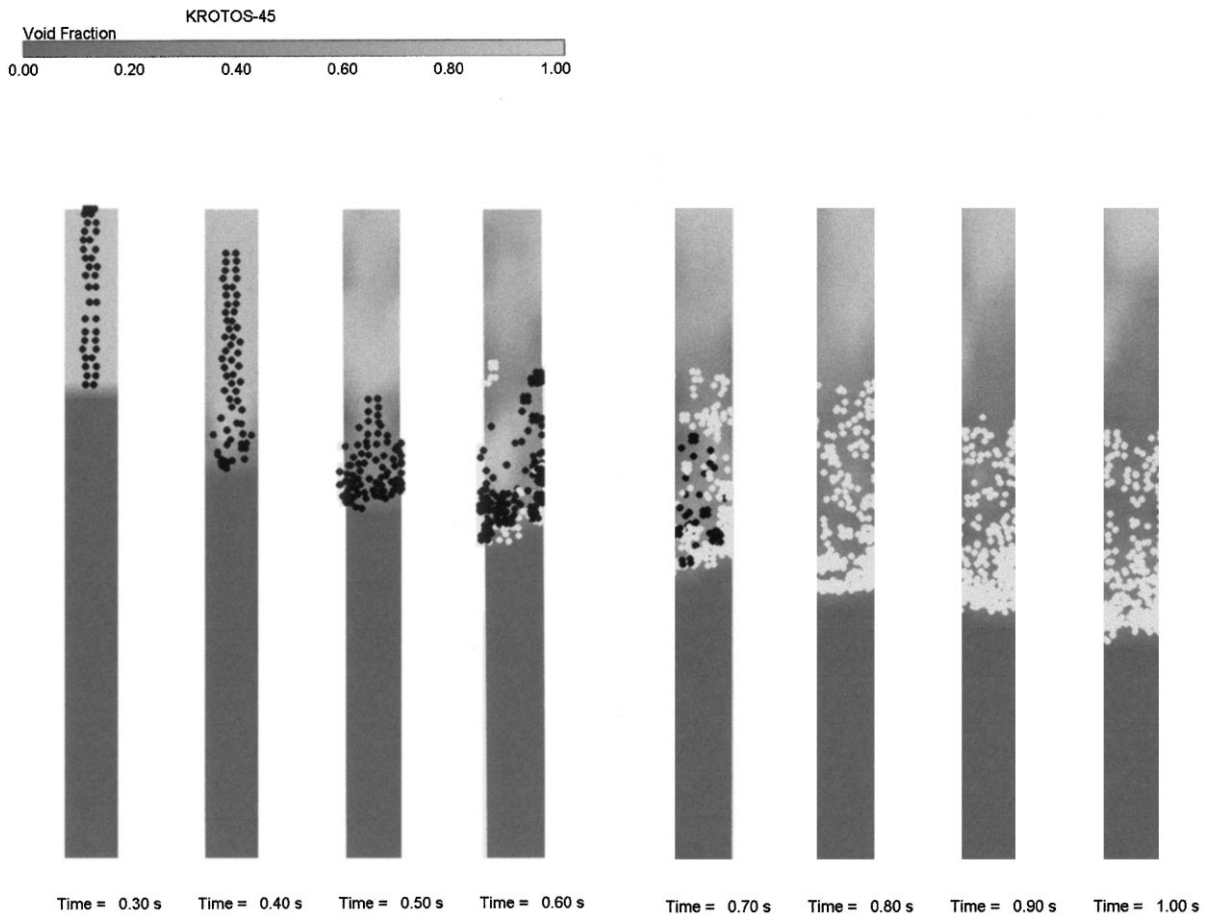 KROTOS-45
Void Fraction
0.00 0.20 0.40 0.60 0.80 1.00
Time = 0.30 s Time = 0.40 s Time = 0.50 s Time = 0.60 s Time = 0.70 s Time = 0.80 s Time = 0.90 s Time = 1.00 s